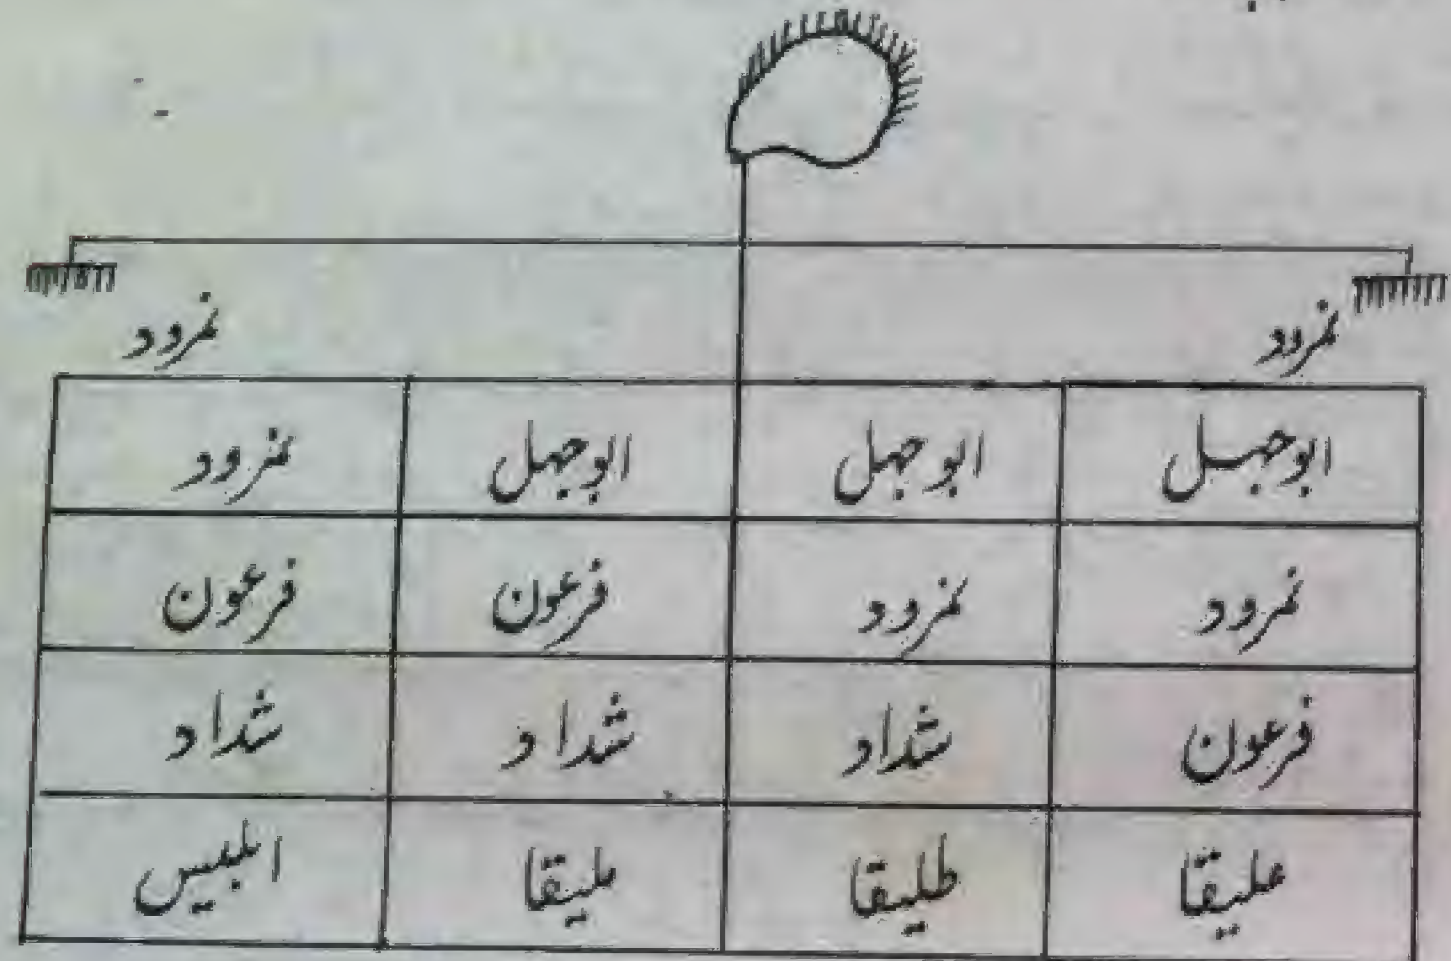 نمرود نمرود
ابوجہل ابوجہل ابوجہل نمرود
نمرود نمرود فرعون فرعون
فرعون شداد شداد شداد
علیقا طلیقا ملیقا ابلیس